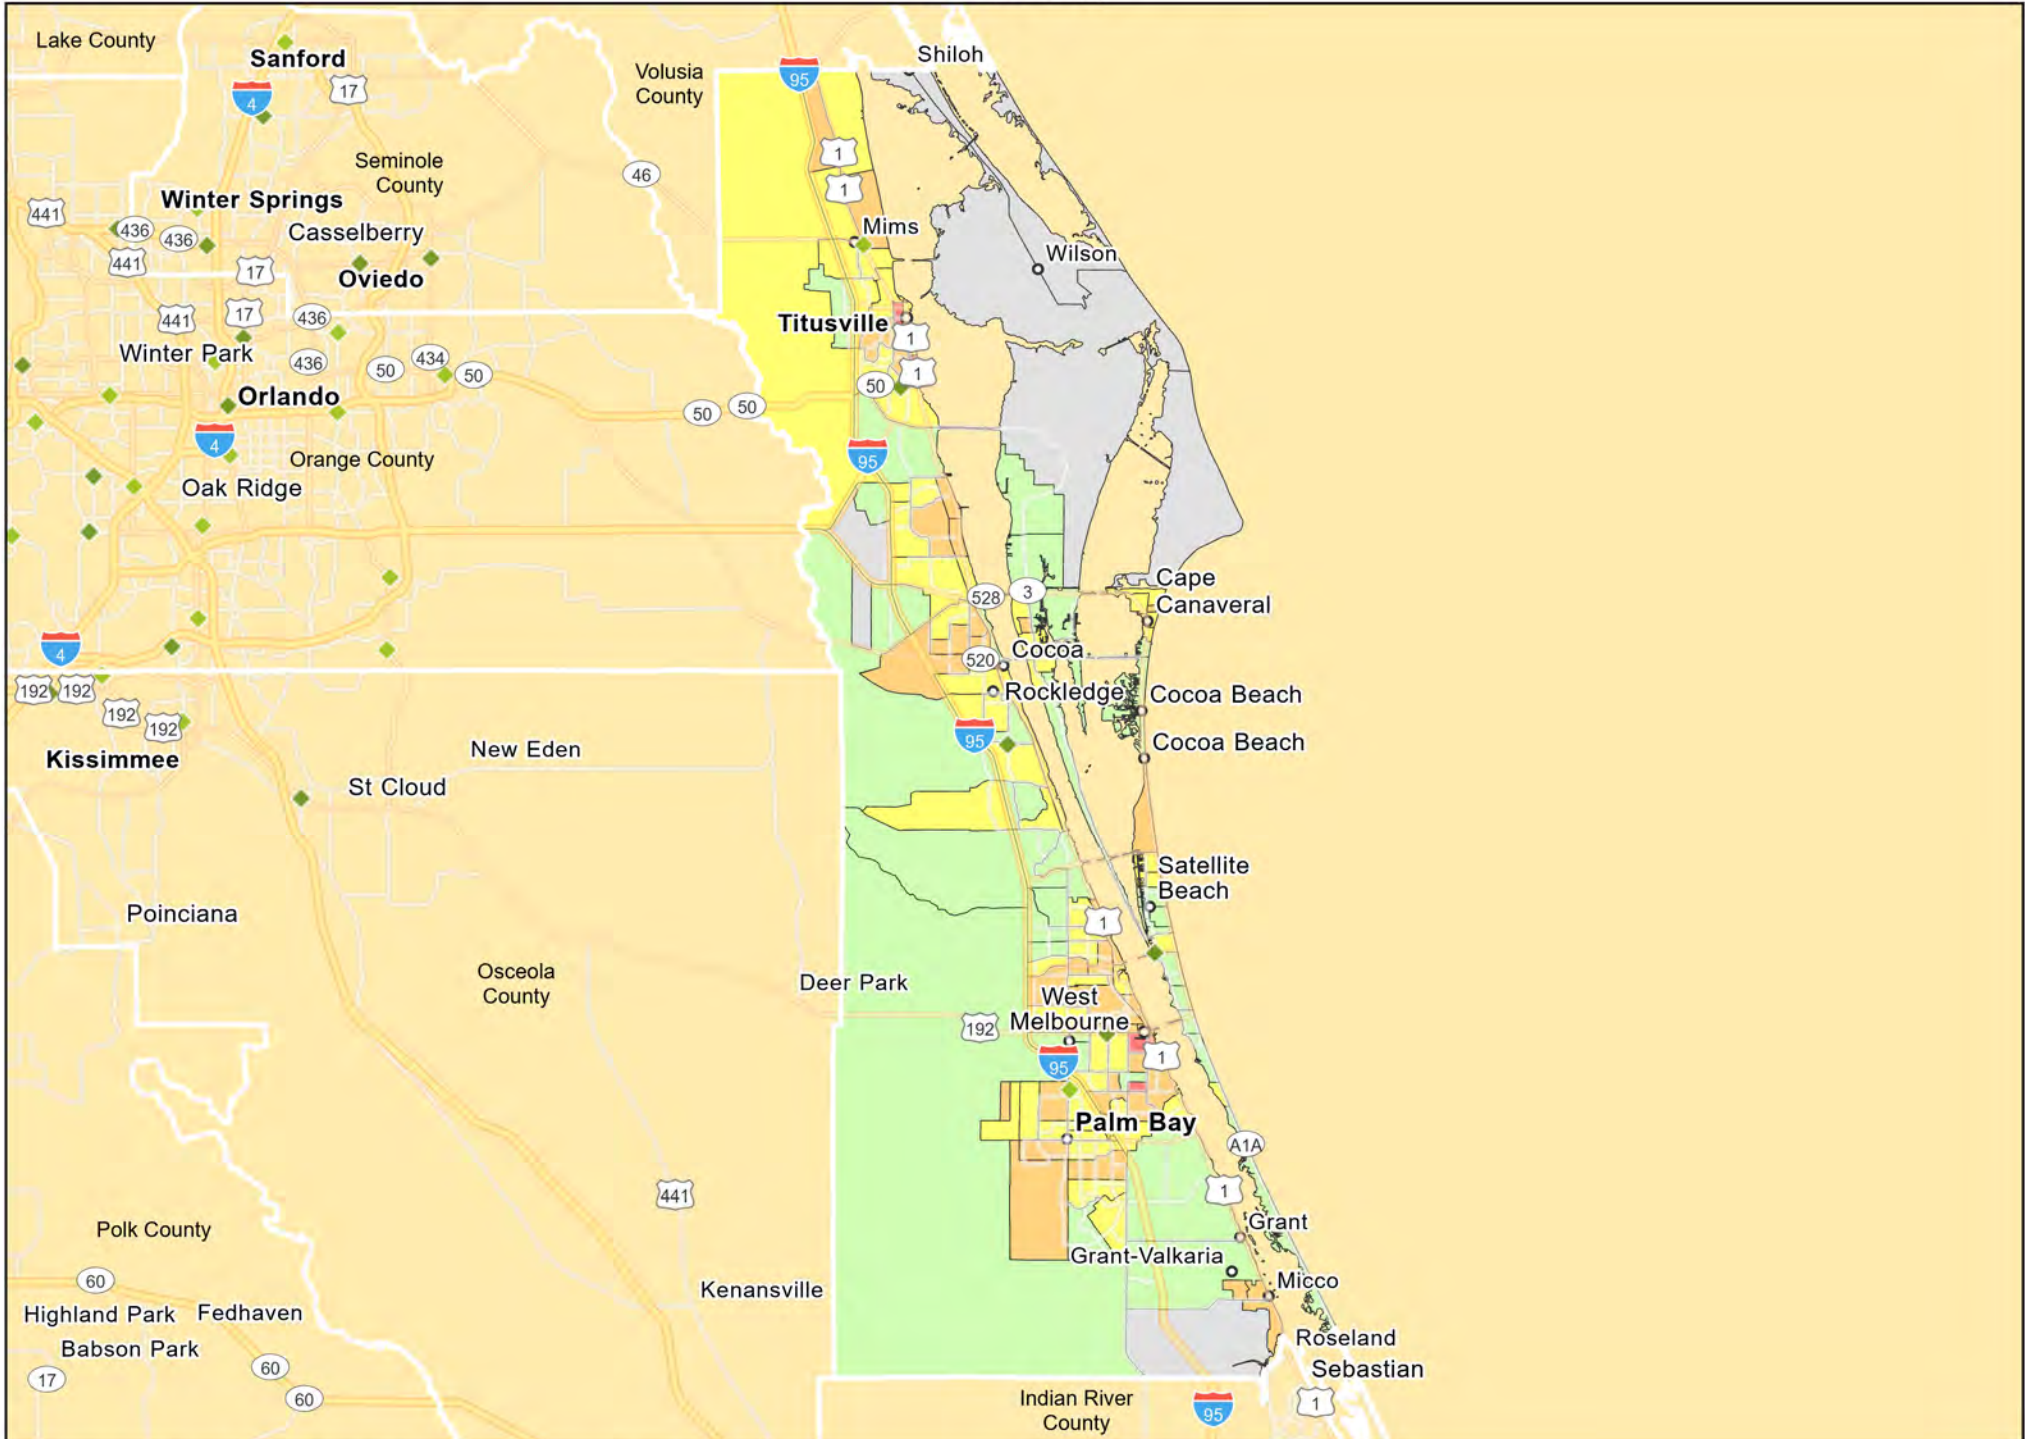 Lake County
Sanford
4
17
Volusia
County
95
Shiloh
Seminole
County
46
1
1
Winter Springs
441
436
436
Casselberry
441
17
Oviedo
Mims
Wilson
441
17
436
Titusville
1
Winter Park
436
50
434
50
50
1
Orlando
50
50
4
Orange County
95
Oak Ridge
528
3
Cape
Canaveral
4
520
Cocoa
192
192
192
192
Rockledge
Cocoa Beach
95
Cocoa Beach
Kissimmee
New Eden
St Cloud
Satellite
Beach
Poinciana
1
Osceola
County
Deer Park
West
Melbourne
192
95
1
Palm Bay
A1A
441
1
Polk County
Grant
Grant-Valkaria
60
Kenansville
Micco
Highland Park
Fedhaven
Babson Park
Roseland
Sebastian
17
60
60
Indian River
County
95
1